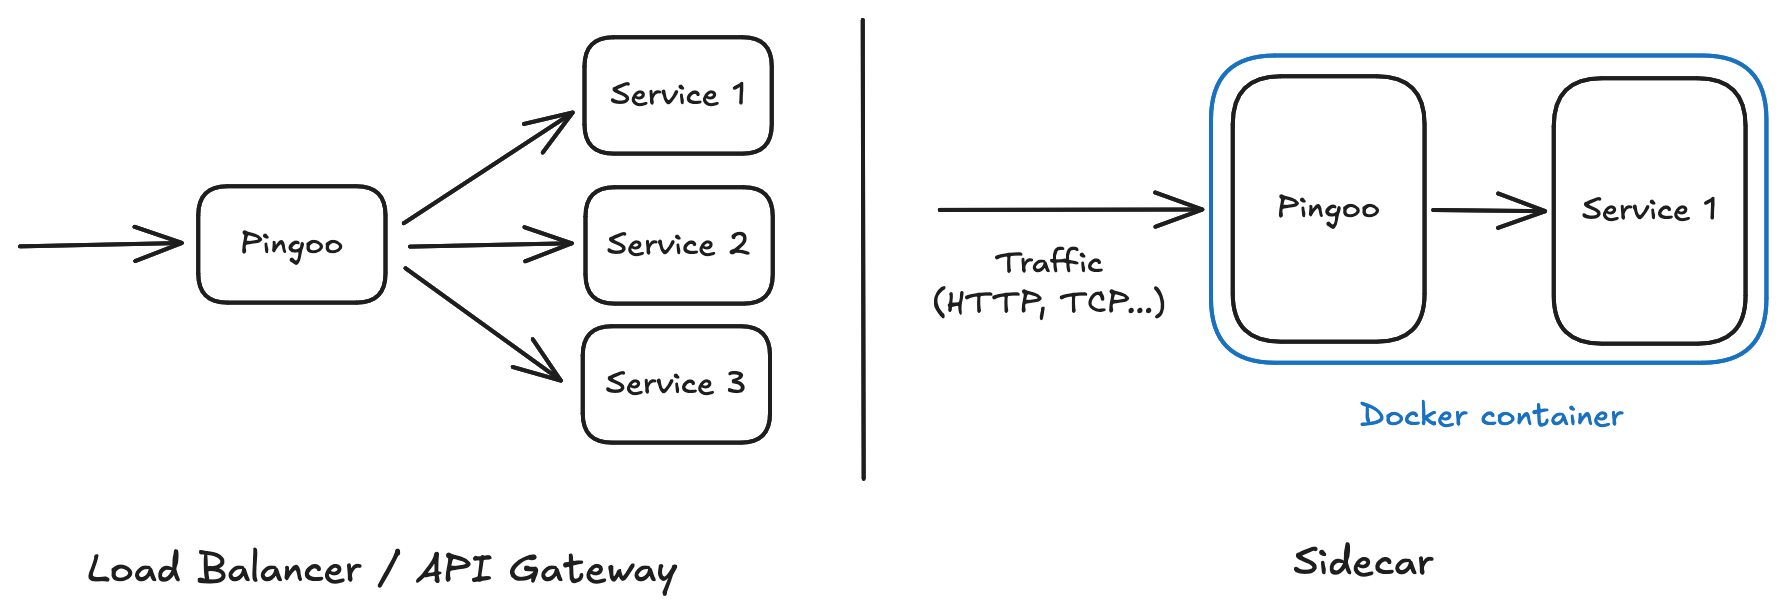 Service 1
Pingoo
Service 2
Service 3
Load Balancer / API Gateway
Pingoo
Service 1
Traffic
(HTTP, TCP...)
Docker container
Sidecar